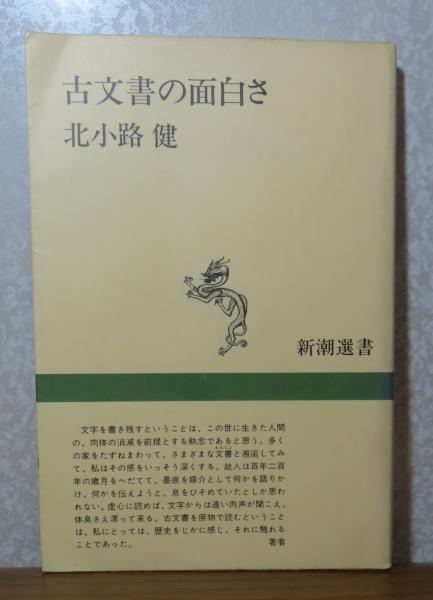 古文書の面白さ
北小路 健
新潮選書
文字を書き残すということは、この世に生きた人間
の、肉体の消滅を前提とする執念であると思う。多く
の家をたずねまわって、さまざまな文書と邂逅してみ
て、私はその感をいっそう深くする。故人は百年二百
年の歳月をへだてて、墨痕を媒介として何かを語りか
け、何かを伝えようと、息をひそめていたとしか思わ
れない。虚心に読めば、文字からは遠い肉声が聞こえ、
体臭さえ漂って来る。古文書を原物で読むということ
は、私にとっては、歴史をじかに感じ、それに触れる
ことであった。 著者